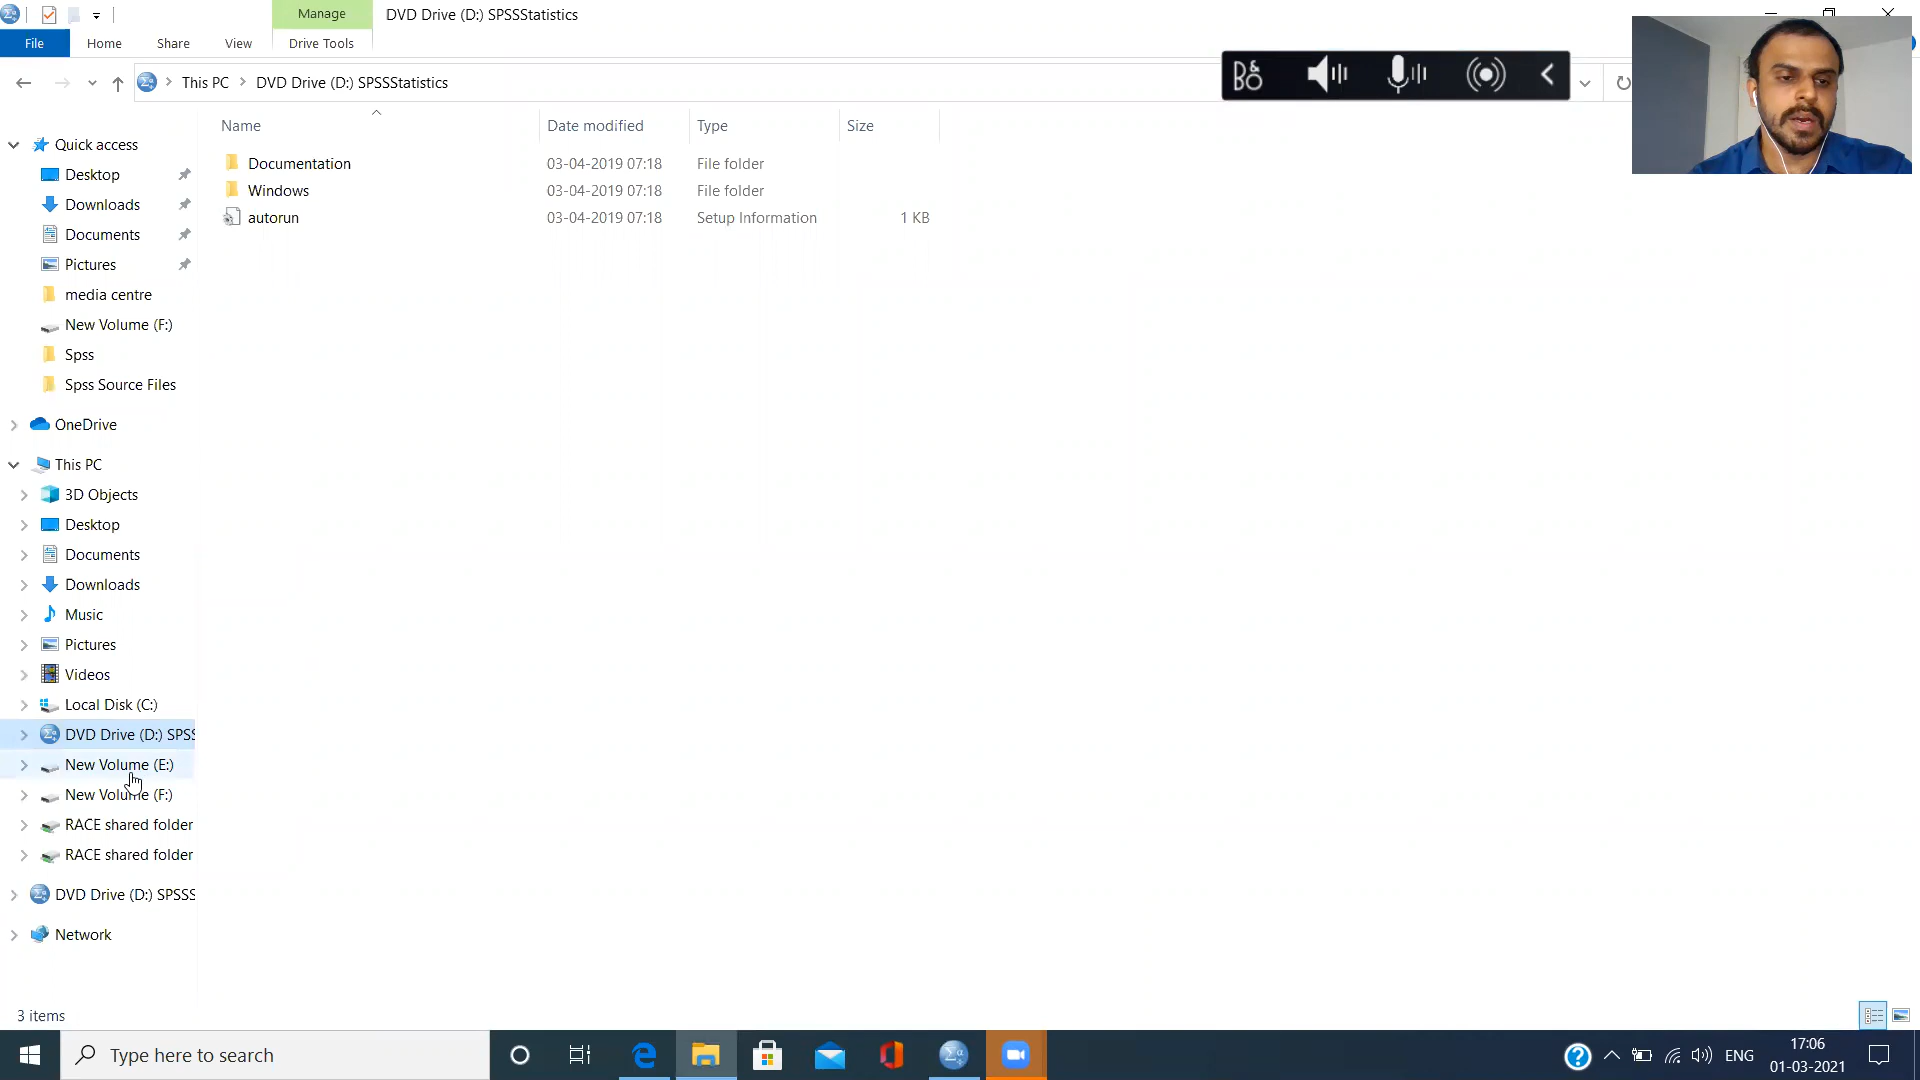 Manage
DVD Drive (D:) SPSSStatistics
File
Home
Share
View
Drive Tools
This PC
DVD Drive (D:) SPSSStatistics
B&O
Name
Date modified
Type
Size
Documentation
03-04-2019 07:18
File folder
Windows
03-04-2019 07:18
File folder
autorun
03-04-2019 07:18
Setup Information
1 KB
Quick access
Desktop
Downloads
Documents
Pictures
media centre
New Volume (F:)
Spss
Spss Source Files
OneDrive
This PC
3D Objects
Desktop
Documents
Downloads
Music
Pictures
Videos
Local Disk (C:)
DVD Drive (D:) SPSS
New Volume (E:)
New Volume (F:)
RACE shared folder
RACE shared folder
DVD Drive (D:) SPSSS
Network
3 items
Type here to search
ENG
17:06
01-03-2021